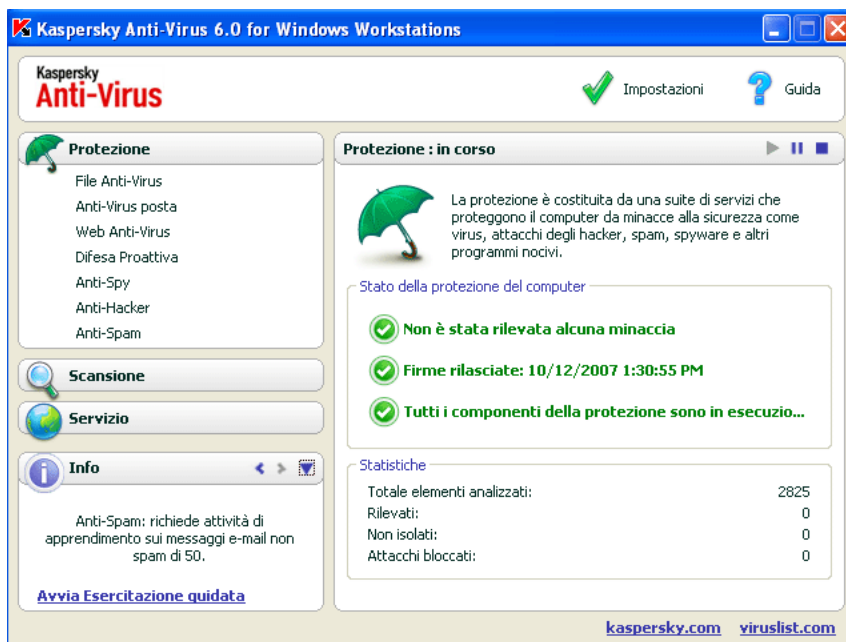 Kaspersky Anti-Virus 6.0 for Windows Workstations
Kaspersky
Anti-Virus
Impostazioni
Guida
Protezione
File Anti-Virus
Anti-Virus posta
Web Anti-Virus
Difesa Proattiva
Anti-Spy
Anti-Hacker
Anti-Spam
Scansione
Servizio
Info
Anti-Spam: richiede attività di
apprendimento sui messaggi e-mail non
spam di 50.
Avvia Esercitazione guidata
Protezione : in corso
La protezione è costituita da una suite di servizi che
proteggono il computer da minacce alla sicurezza come
virus, attacchi degli hacker, spam, spyware e altri
programmi nocivi.
Stato della protezione del computer
Non è stata rilevata alcuna minaccia
Firme rilasciate: 10/12/2007 1:30:55 PM
Tutti i componenti della protezione sono in esecuzio...
Statistiche
Totale elementi analizzati: 2825
Rilevati: 0
Non isolati: 0
Attacchi bloccati: 0
kaspersky.com viruslist.com